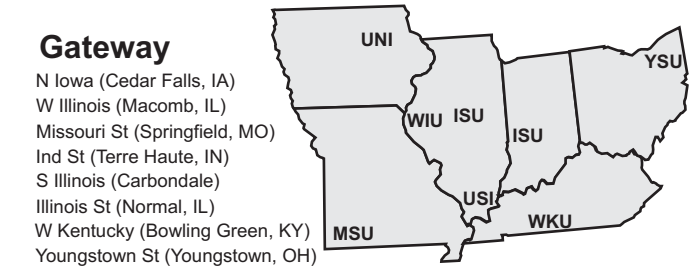 Gateway
N Iowa (Cedar Falls, IA)
W Illinois (Macomb, IL)
Missouri St (Springfield, MO)
Ind St (Terre Haute, IN)
S Illinois (Carbondale)
Illinois St (Normal, IL)
W Kentucky (Bowling Green, KY)
Youngstown St (Youngstown, OH)
UNI
YSU
WIU
ISU
ISU
USI
WKU
MSU